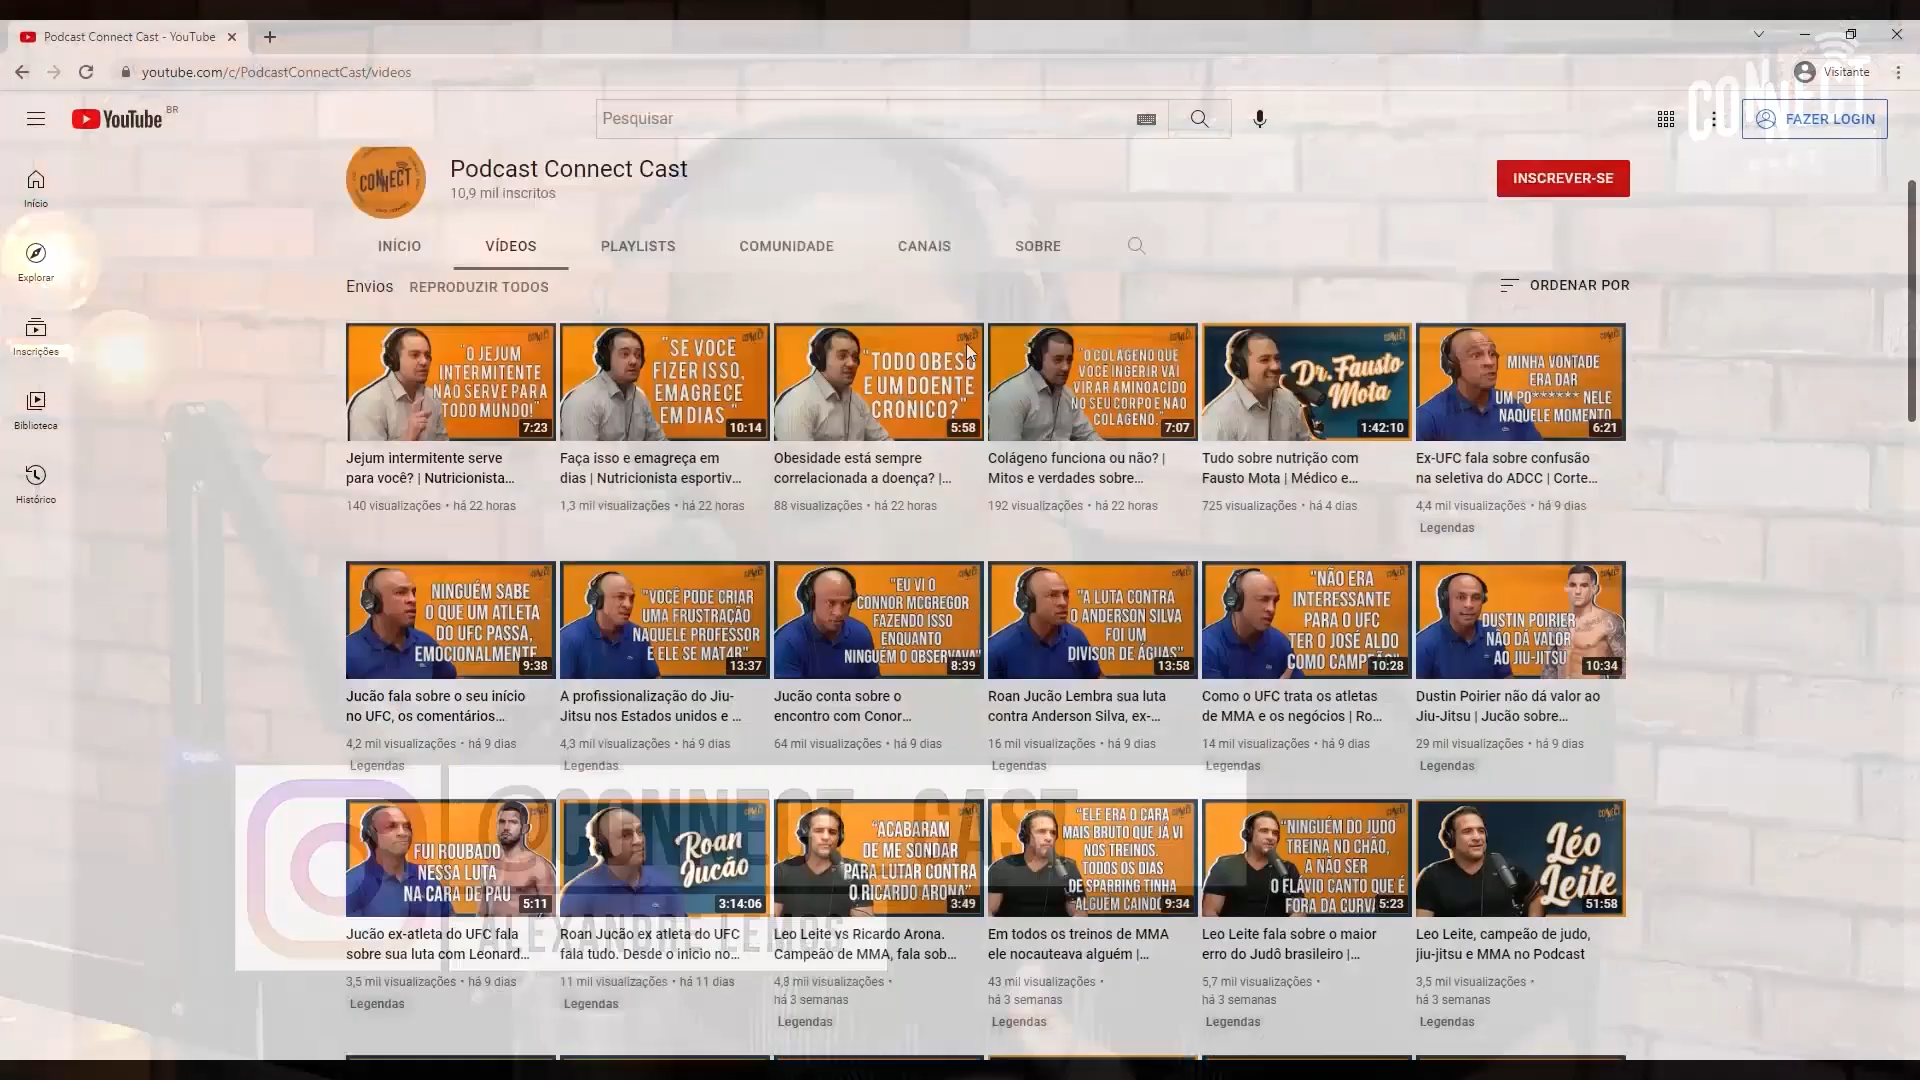 Podcast Connect Cast - YouTube
youtube.com/c/PodcastConnectCast/videos
Visitante
CONNECT
CAST
YouTube BR
Pesquisar
FAZER LOGIN
Início
Explorar
Inscrições
Biblioteca
Histórico
CONNECT
Podcast Connect Cast
10,9 mil inscritos
INSCREVER-SE
INÍCIO
VÍDEOS
PLAYLISTS
COMUNIDADE
CANAIS
SOBRE
Envios
REPRODUZIR TODOS
ORDENAR POR
"O JEJUM
INTERMITENTE
NAO SERVE PARA
TODO MUNDO!"
7:23
Jejum intermitente serve
para você? | Nutricionista...
140 visualizações • há 22 horas
"SE VOCE
FIZER ISSO,
EMAGRECE
EM DIAS "
10:14
Faça isso e emagreça em
dias | Nutricionista esportiv...
1,3 mil visualizações • há 22 horas
"TODO OBESO
E UM DOENTE
CRONICO?"
5:58
Obesidade está sempre
correlacionada a doença? |...
88 visualizações • há 22 horas
"O COLAGENO QUE
VOCE INGERIR VAI
VIRAR AMINOACIDO
NO SEU CORPO E NAO
COLAGENO."
7:07
Colágeno funciona ou não? |
Mitos e verdades sobre...
192 visualizações • há 22 horas
Dr. Fausto
Mota
1:42:10
Tudo sobre nutrição com
Fausto Mota | Médico e...
725 visualizações • há 4 dias
MINHA VONTADE
ERA DAR
UM PO****** NELE
NAQUELE MOMENTO
6:21
Ex-UFC fala sobre confusão
na seletiva do ADCC | Corte...
4,4 mil visualizações • há 9 dias
Legendas
NINGUÉM SABE
O QUE UM ATLETA
DO UFC PASSA,
EMOCIONALMENTE
9:38
Jucão fala sobre o seu início
no UFC, os comentários...
4,2 mil visualizações • há 9 dias
Legendas
"VOCÊ PODE CRIAR
UMA FRUSTRAÇÃO
NAQUELE PROFESSOR
E ELE SE MAT4R"
13:37
A profissionalização do Jiu-
Jitsu nos Estados unidos e ...
4,3 mil visualizações • há 9 dias
Legendas
"EU VI O
CONNOR MCGREGOR
FAZENDO ISSO
ENQUANTO
NINGUÉM O OBSERVAVA"
8:39
Jucão conta sobre o
encontro com Conor...
64 mil visualizações • há 9 dias
"A LUTA CONTRA
O ANDERSON SILVA
FOI UM
DIVISOR DE ÁGUAS"
13:58
Roan Jucão Lembra sua luta
contra Anderson Silva, ex-...
16 mil visualizações • há 9 dias
Legendas
"NÃO ERA
INTERESSANTE
PARA O UFC
TER O JOSÉ ALDO
COMO CAMPEÃO"
10:28
Como o UFC trata os atletas
de MMA e os negócios | Ro...
14 mil visualizações • há 9 dias
Legendas
DUSTIN POIRIER
NÃO DÁ VALOR
AO JIU-JITSU
10:34
Dustin Poirier não dá valor ao
Jiu-Jitsu | Jucão sobre...
29 mil visualizações • há 9 dias
Legendas
@CONNECT_CAST
ALEXANDRE LEMOS
FUI ROUBADO
NESSA LUTA
NA CARA DE PAU
5:11
Jucão ex-atleta do UFC fala
sobre sua luta com Leonard...
3,5 mil visualizações • há 9 dias
Legendas
Roan
Jucão
3:14:06
Roan Jucão ex atleta do UFC
fala tudo. Desde o inicio no...
11 mil visualizações • há 11 dias
Legendas
"ACABARAM
DE ME SONDAR
PARA LUTAR CONTRA
O RICARDO ARONA"
3:49
Leo Leite vs Ricardo Arona.
Campeão de MMA, fala sob...
4,8 mil visualizações •
há 3 semanas
Legendas
"ELE ERA O CARA
MAIS BRUTO QUE JÁ VI
NOS TREINOS.
TODOS OS DIAS
DE SPARRING TINHA
ALGUÉM CAINDO
9:34
Em todos os treinos de MMA
ele nocauteava alguém |...
43 mil visualizações •
há 3 semanas
Legendas
"NINGUÉM DO JUDO
TREINA NO CHÃO,
A NÃO SER
O FLÁVIO CANTO QUE É
FORA DA CURVA"
5:23
Leo Leite fala sobre o maior
erro do Judô brasileiro |...
5,7 mil visualizações •
há 3 semanas
Legendas
Léo
Leite
51:58
Leo Leite, campeão de judo,
jiu-jitsu e MMA no Podcast
3,5 mil visualizações •
há 3 semanas
Legendas